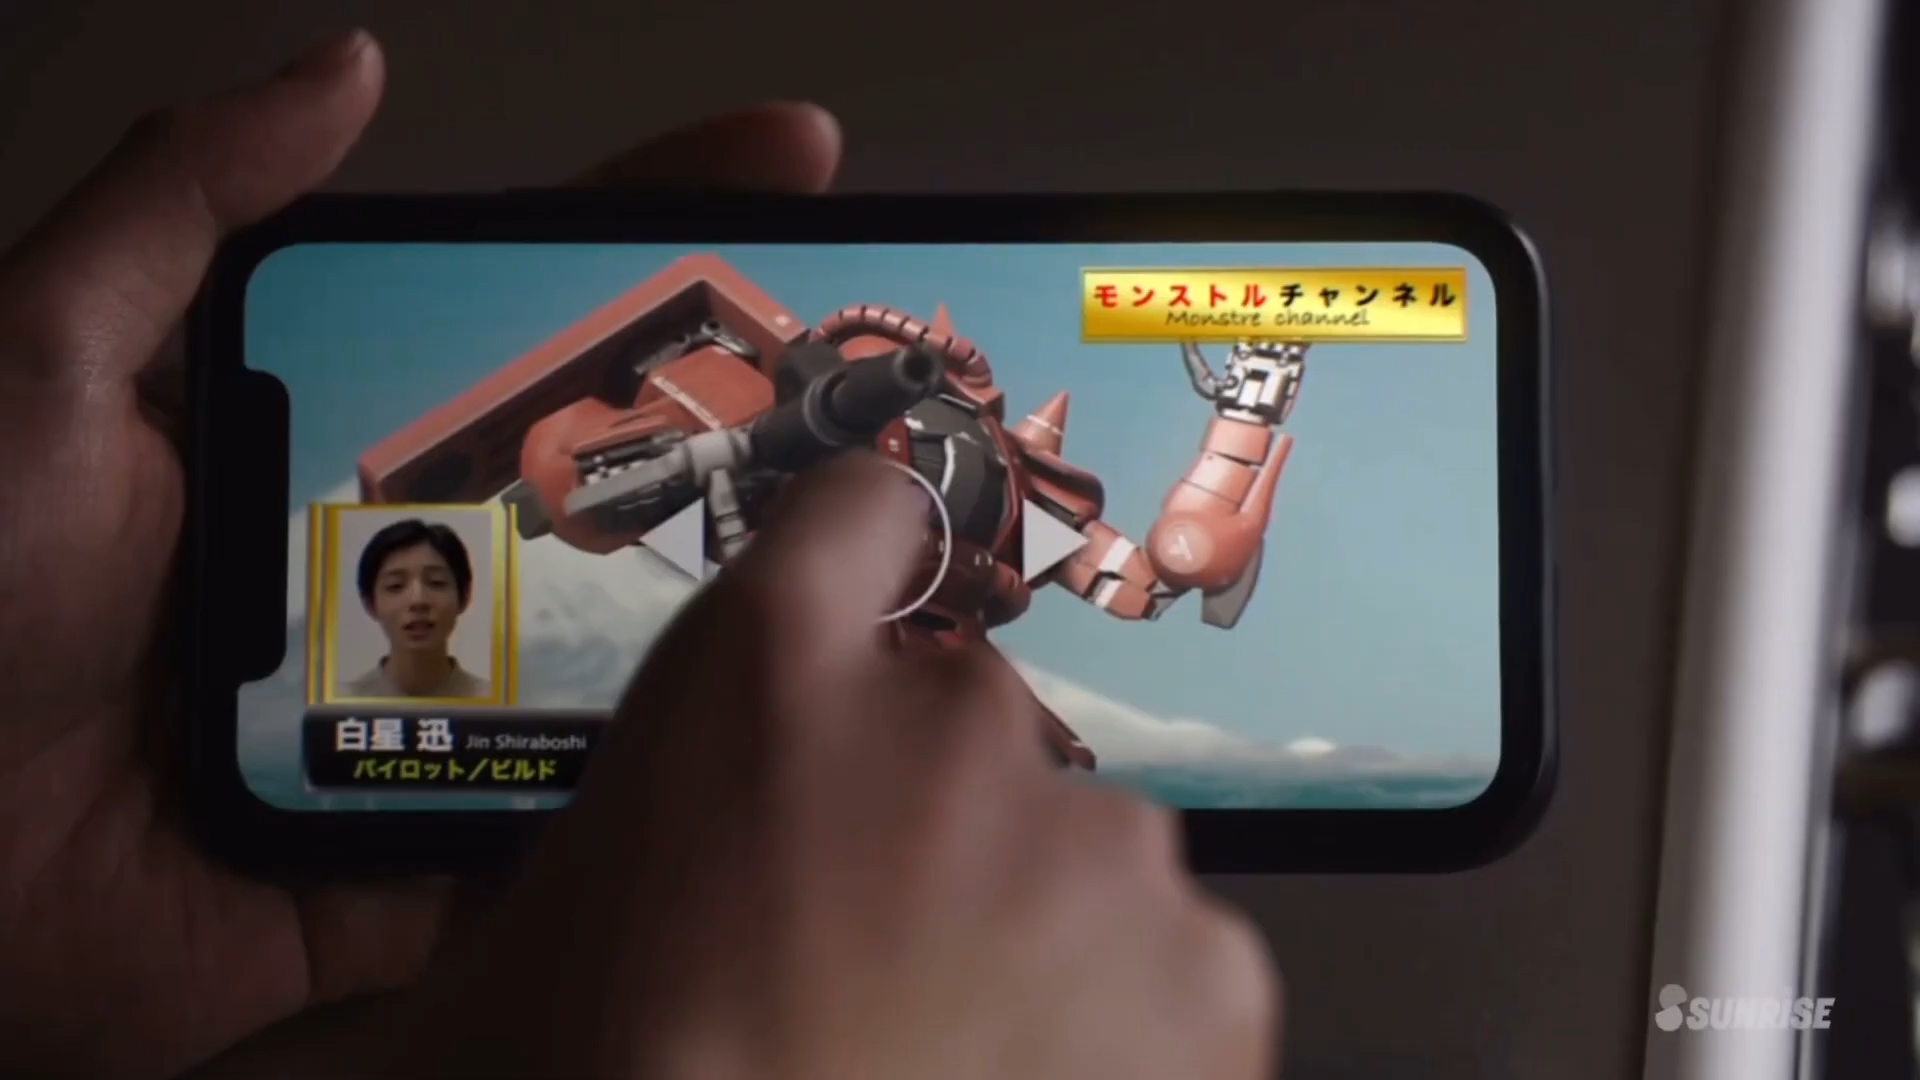 モンストルチャンネル
Monstre channel
白星 迅 Jin Shiraboshi
パイロット／ビルド
SUNRISE